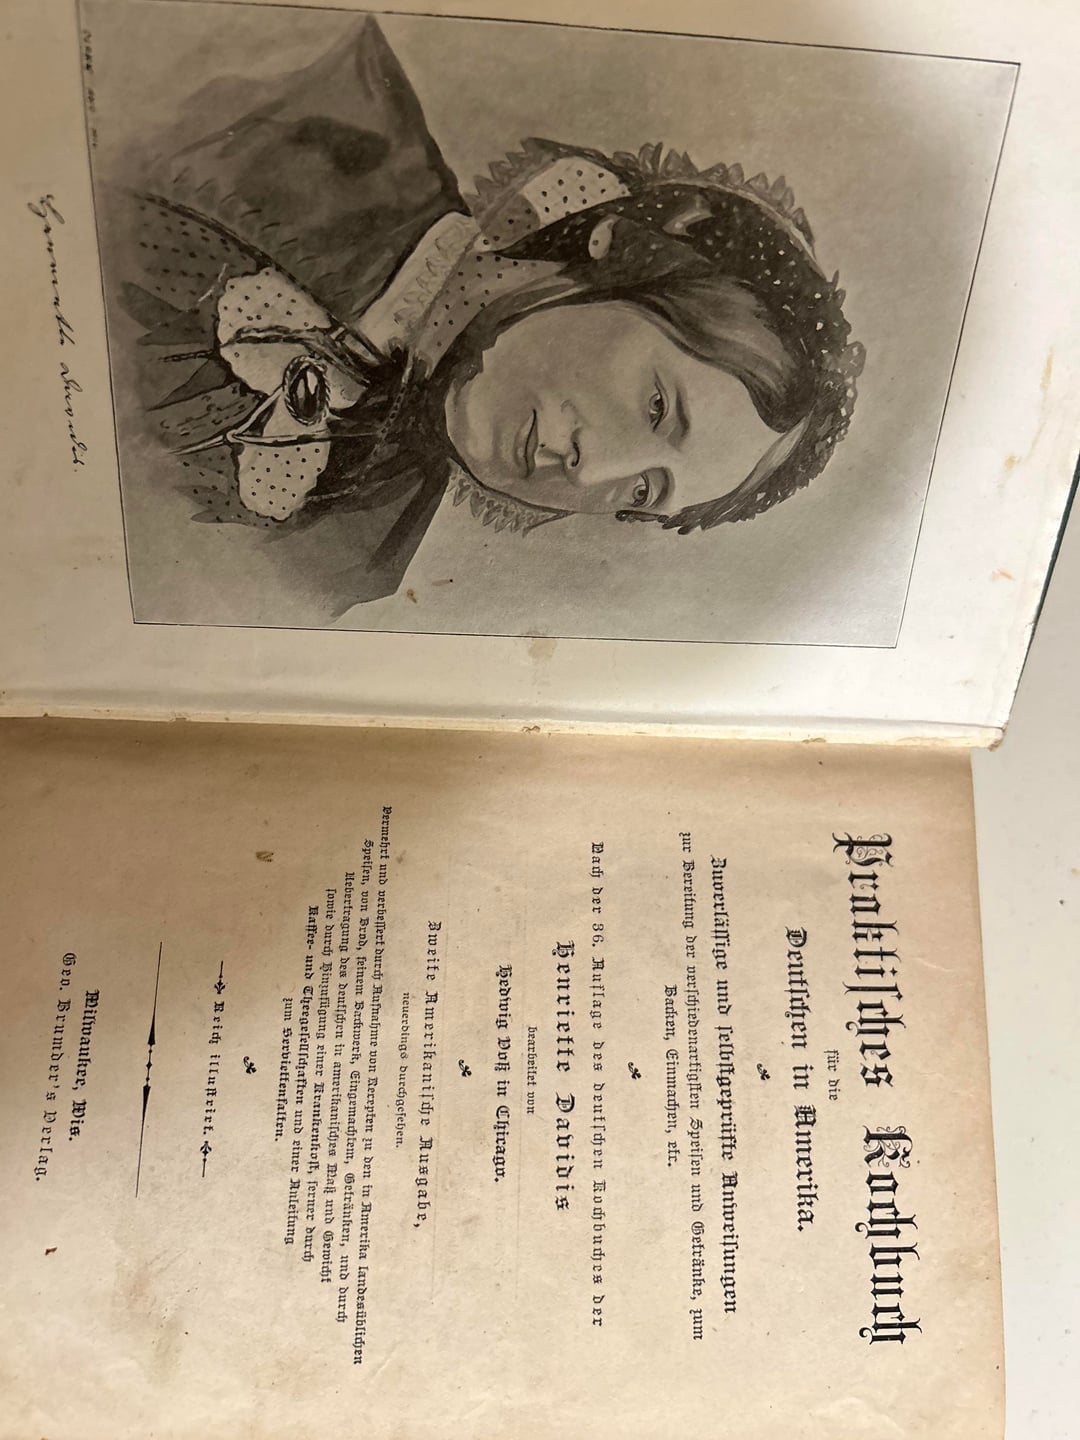 Henriette Davidis.
Praktisches Kochbuch
für die
Deutschen in Amerika.
Zuverlässige und selbstgeprüfte Anweisungen
zur Bereitung der verschiedenartigsten Speisen und Getränke, zum
Backen, Einmachen, etc.
Nach der 36. Auflage des deutschen Kochbuches der
Henriette Davidis
bearbeitet von
Hedwig Voß in Chicago.
Zweite Amerikanische Ausgabe,
neuerdings durchgesehen.
Vermehrt und verbessert durch Aufnahme von Recepten zu den in Amerika landesüblichen
Speisen, von Brod, feinem Backwerk, Eingemachtem, Getränken, und durch
Uebertragung des deutschen in amerikanisches Maß und Gewicht
sowie durch Hinzufügung einer Krankenkost, ferner durch
Kaffee- und Theegesellschaften und einer Anleitung
zum Serviettenfalten.
Reich illustrirt.
Milwaukee, Wis.
Geo. Brumder's Verlag.